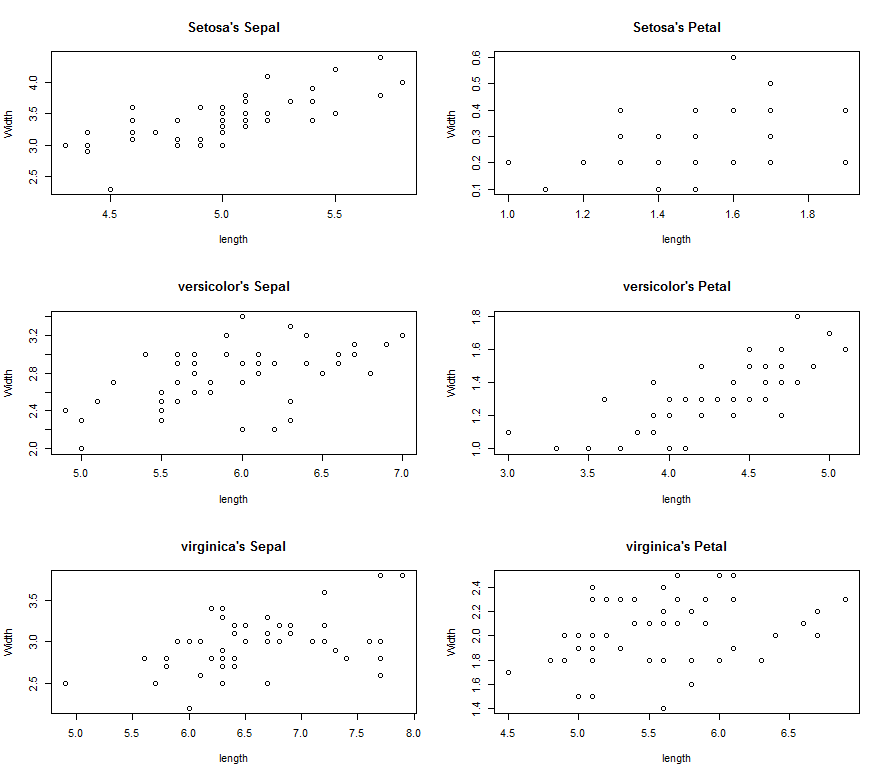 Setosa's Sepal
Width
2.5 3.0 3.5 4.0
4.5 5.0 5.5
length
Setosa's Petal
Width
0.1 0.2 0.3 0.4 0.5 0.6
1.0 1.2 1.4 1.6 1.8
length
versicolor's Sepal
Width
2.0 2.4 2.8 3.2
5.0 5.5 6.0 6.5 7.0
length
versicolor's Petal
Width
1.0 1.2 1.4 1.6 1.8
3.0 3.5 4.0 4.5 5.0
length
virginica's Sepal
Width
2.5 3.0 3.5
5.0 5.5 6.0 6.5 7.0 7.5 8.0
length
virginica's Petal
Width
1.4 1.6 1.8 2.0 2.4
4.5 5.0 5.5 6.0 6.5
length